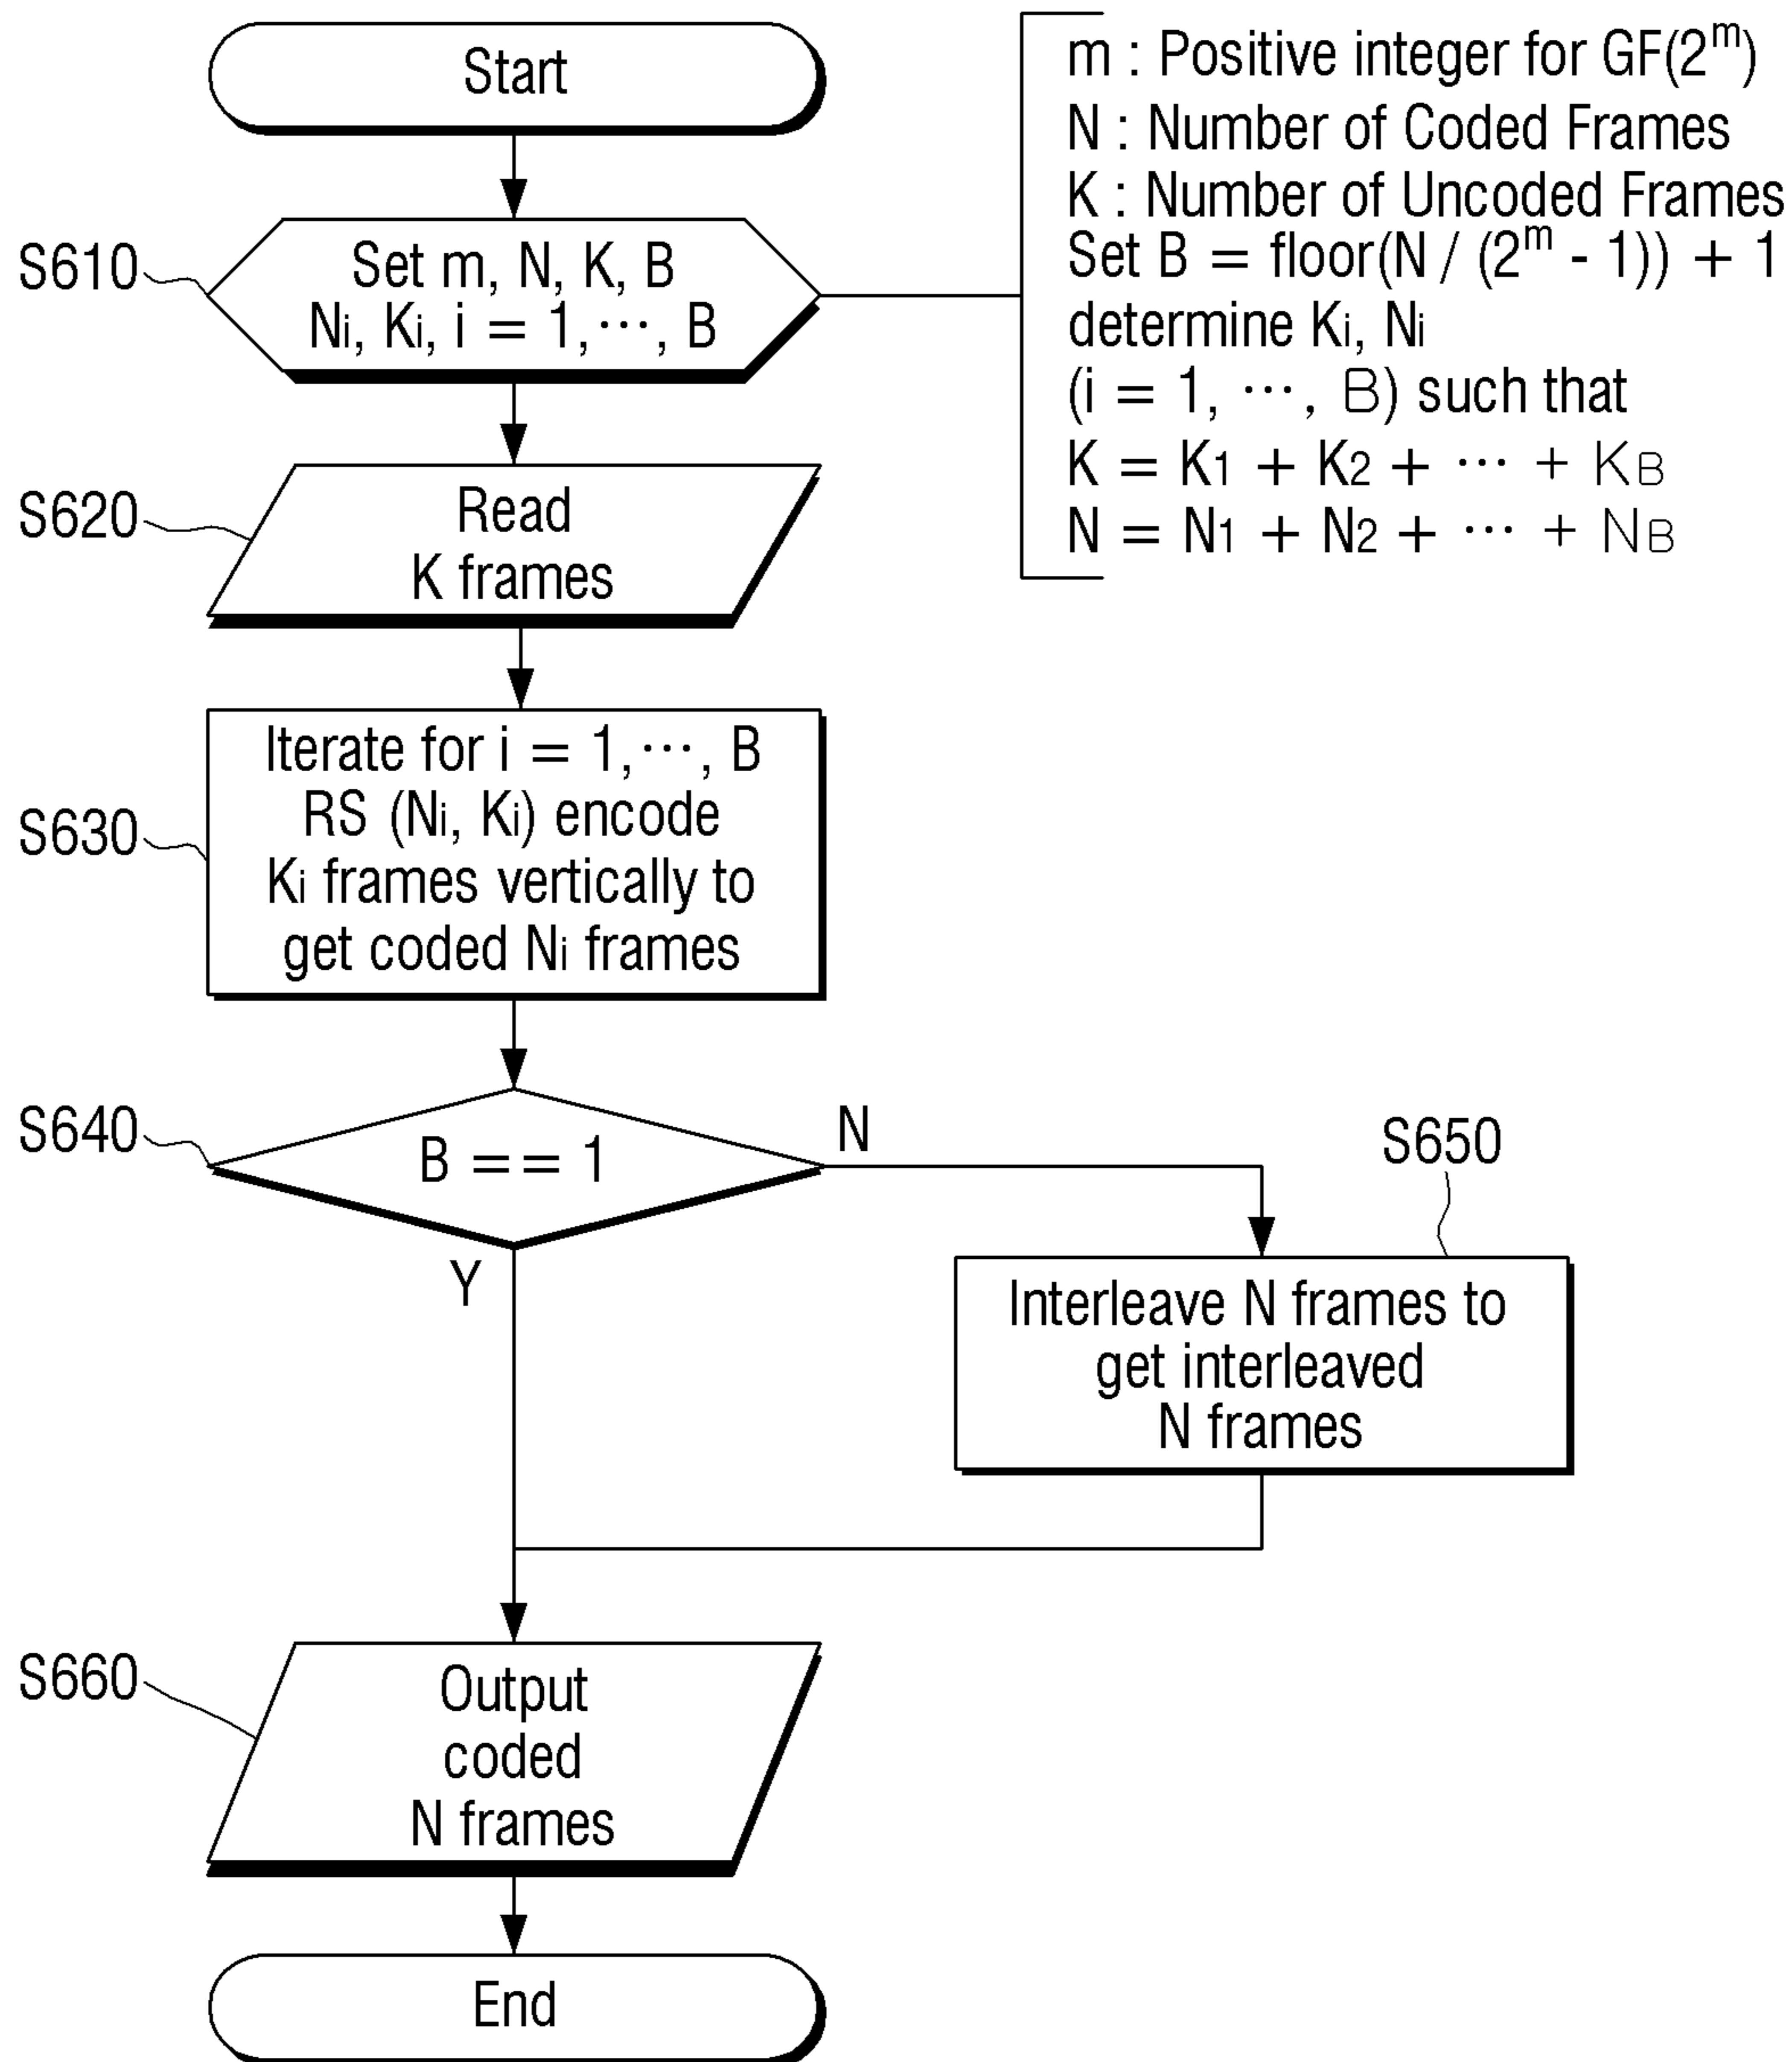 Start
m : Positive integer for GF(2^m)
N : Number of Coded Frames
K : Number of Uncoded Frames
Set B = floor(N / (2^m - 1)) + 1
determine Ki, Ni
(i = 1, ···, B) such that
K = K1 + K2 + ··· + KB
N = N1 + N2 + ··· + NB
S610
Set m, N, K, B
Ni, Ki, i = 1, ···, B
S620
Read
K frames
S630
Iterate for i = 1, ···, B
RS (Ni, Ki) encode
Ki frames vertically to
get coded Ni frames
S640
B == 1
N
Y
S650
Interleave N frames to
get interleaved
N frames
S660
Output
coded
N frames
End